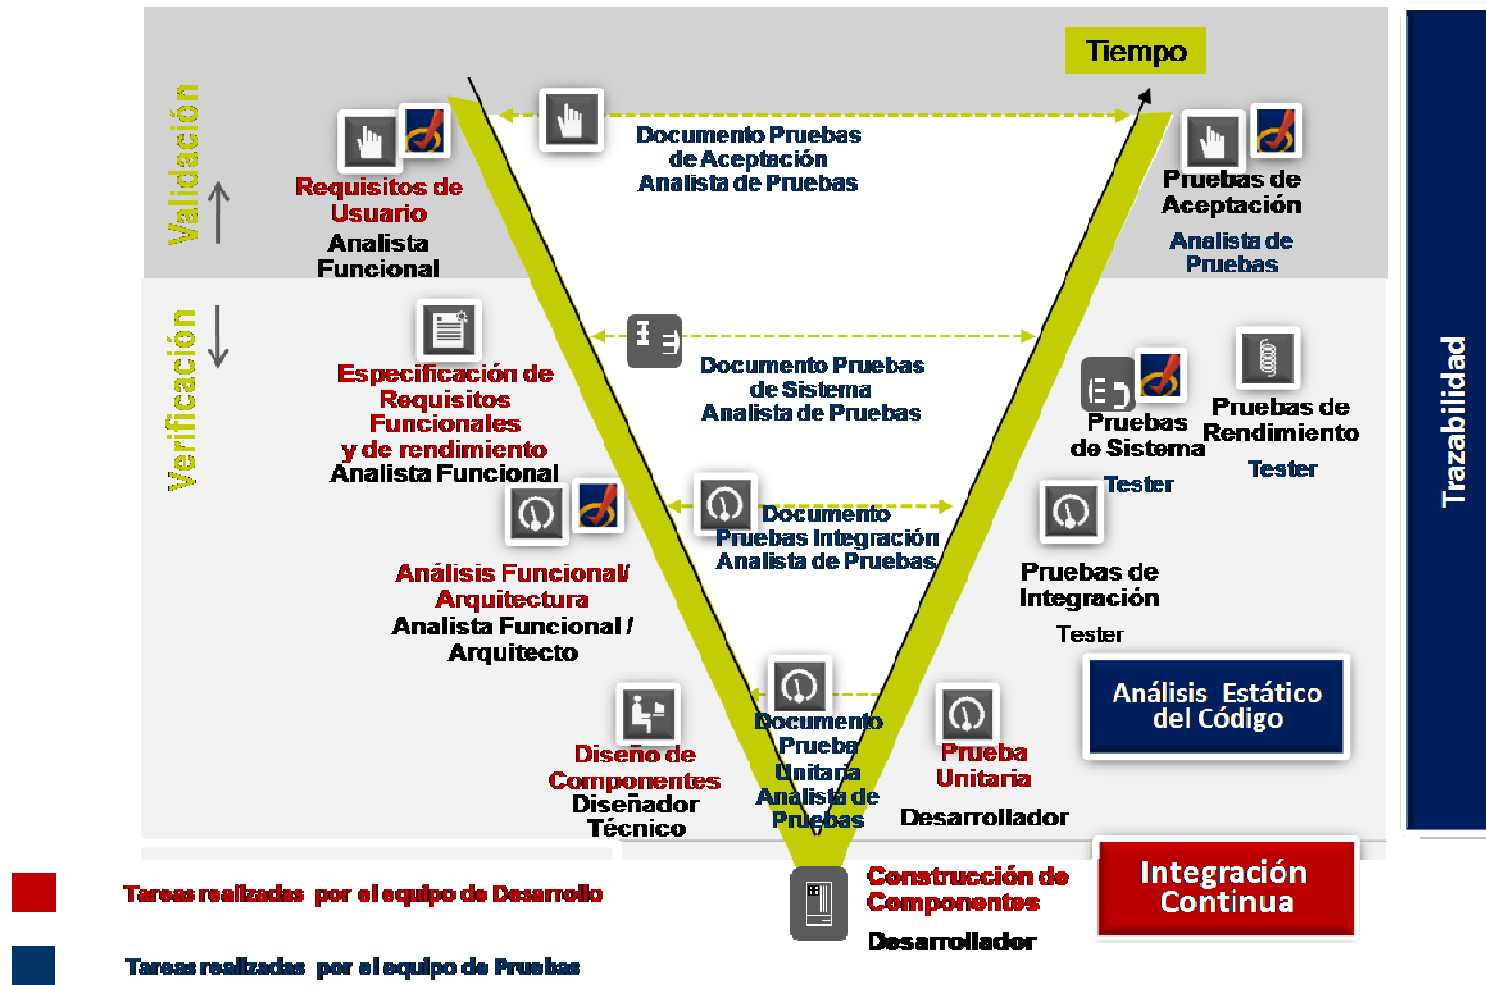 Tiempo
Validación
Documento Pruebas
de Aceptación
Analista de Pruebas
Requisitos de
Usuario
Analista
Funcional
Pruebas de
Aceptación
Analista de
Pruebas
Verificación
Especificación de
Requisitos
Funcionales
y de rendimiento
Analista Funcional
Documento Pruebas
de Sistema
Analista de Pruebas
Pruebas
de Sistema
Tester
Pruebas de
Rendimiento
Tester
Trazabilidad
Documento
Pruebas Integración
Analista de Pruebas
Análisis Funcional/
Arquitectura
Analista Funcional /
Arquitecto
Pruebas de
Integración
Tester
Análisis Estático
del Código
Diseño de
Componentes
Diseñador
Técnico
Documento
Prueba
Unitaria
Analista de
Pruebas
Prueba
Unitaria
Desarrollador
Construcción de
Componentes
Desarrollador
Integración
Continua
Tareas realizadas por el equipo de Desarrollo
Tareas realizadas por el equipo de Pruebas